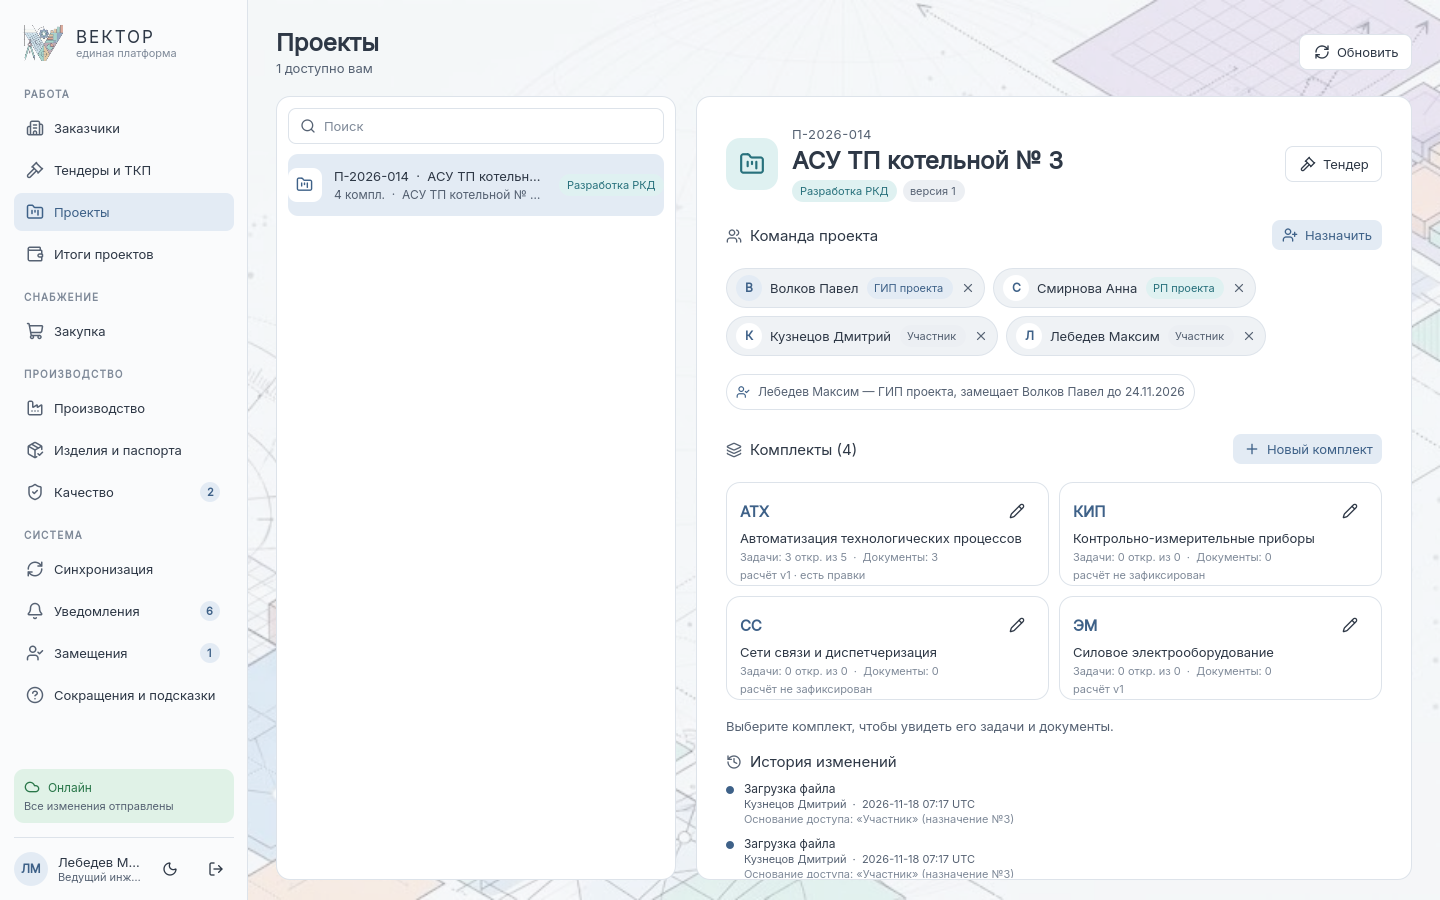 ВЕКТОР
единая платформа
РАБОТА
Заказчики
Тендеры и ТКП
Проекты
Итоги проектов
СНАБЖЕНИЕ
Закупка
ПРОИЗВОДСТВО
Производство
Изделия и паспорта
Качество 2
СИСТЕМА
Синхронизация
Уведомления 6
Замещения 1
Сокращения и подсказки
Онлайн
Все изменения отправлены
ЛМ
Лебедев М...
Ведущий инж...
Проекты
1 доступно вам
Обновить
Поиск
П-2026-014 · АСУ ТП котельн...
4 компл. · АСУ ТП котельной № ...
Разработка РКД
П-2026-014
АСУ ТП котельной № 3
Разработка РКД версия 1
Тендер
Команда проекта
Назначить
В Волков Павел ГИП проекта
С Смирнова Анна РП проекта
К Кузнецов Дмитрий Участник
Л Лебедев Максим Участник
Лебедев Максим — ГИП проекта, замещает Волков Павел до 24.11.2026
Комплекты (4)
Новый комплект
АТХ
Автоматизация технологических процессов
Задачи: 3 откр. из 5 · Документы: 3
расчёт v1 · есть правки
КИП
Контрольно-измерительные приборы
Задачи: 0 откр. из 0 · Документы: 0
расчёт не зафиксирован
СС
Сети связи и диспетчеризация
Задачи: 0 откр. из 0 · Документы: 0
расчёт не зафиксирован
ЭМ
Силовое электрооборудование
Задачи: 0 откр. из 0 · Документы: 0
расчёт v1
Выберите комплект, чтобы увидеть его задачи и документы.
История изменений
Загрузка файла
Кузнецов Дмитрий · 2026-11-18 07:17 UTC
Основание доступа: «Участник» (назначение №3)
Загрузка файла
Кузнецов Дмитрий · 2026-11-18 07:17 UTC
Основание доступа: «Участник» (назначение №3)